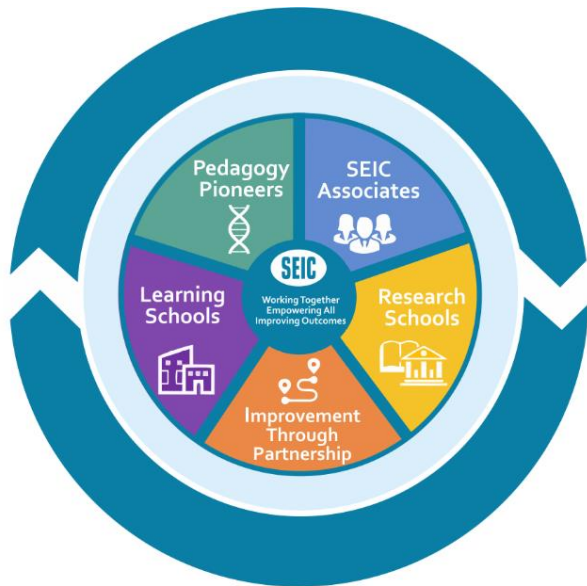 Pedagogy
Pioneers
SEIC
Associates
Learning
Schools
SEIC
Working Together
Empowering All
Improving Outcomes
Research
Schools
Improvement
Through
Partnership